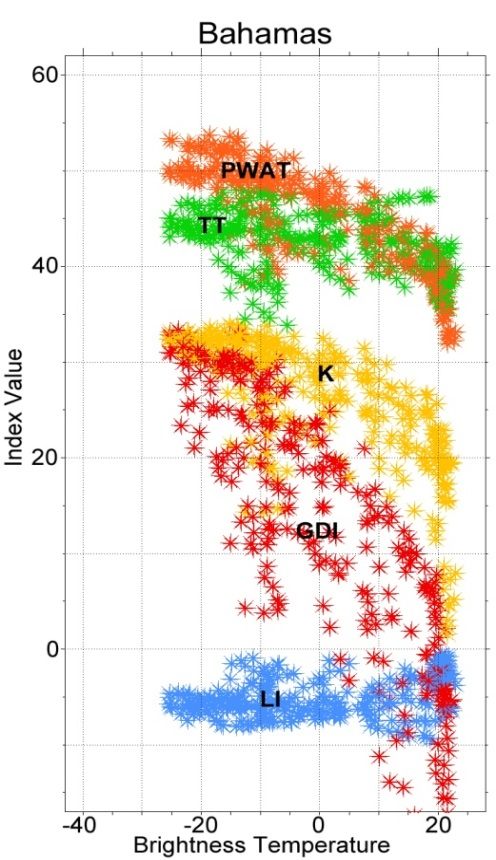 Bahamas
60
PWAT
TT
40
K
Index Value
20
GDI
0
LI
-40 -20 0 20
Brightness Temperature